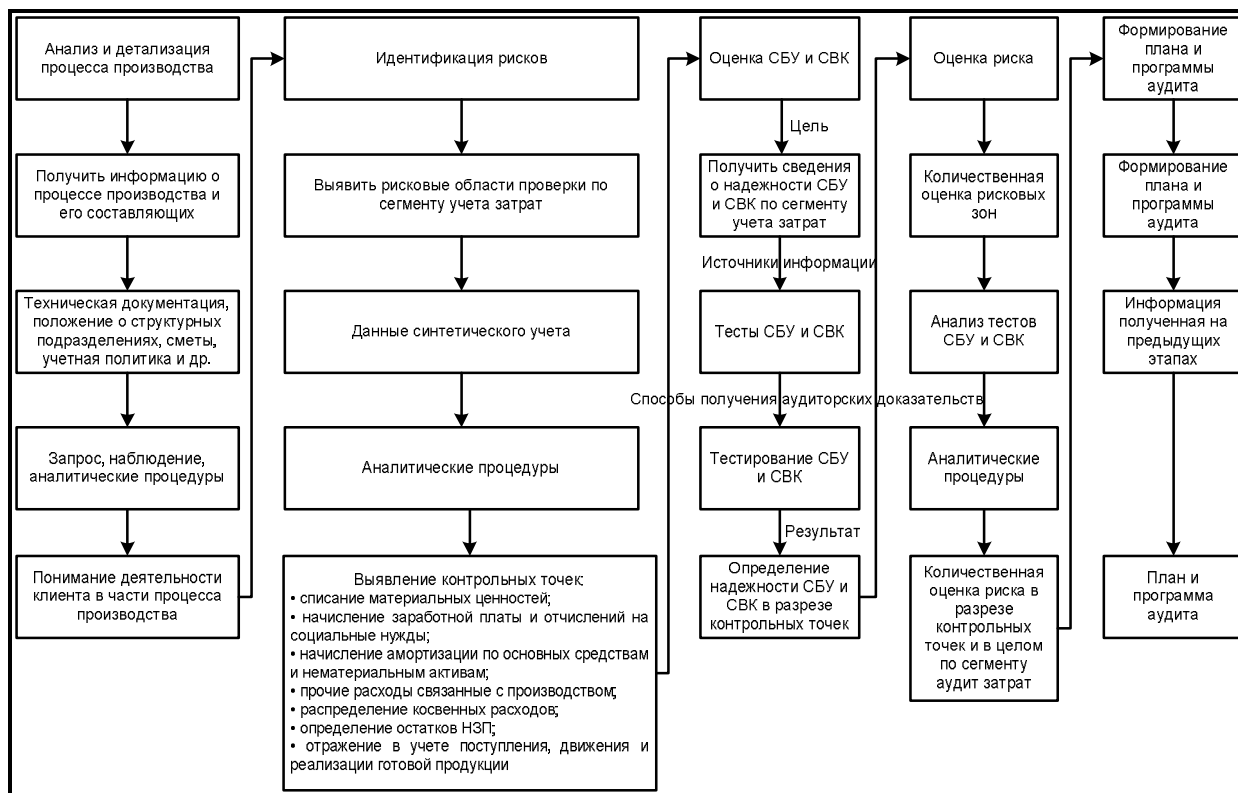 Анализ и детализация
процесса производства
Получить информацию о
процессе производства и
его составляющих
Техническая документация,
положение о структурных
подразделениях, сметы,
учетная политика и др.
Запрос, наблюдение,
аналитические процедуры
Понимание деятельности
клиента в части процесса
производства
Идентификация рисков
Выявить рисковые области проверки по
сегменту учета затрат
Данные синтетического учета
Аналитические процедуры
Выявление контрольных точек:
• списание материальных ценностей;
• начисление заработной платы и отчислений на
социальные нужды;
• начисление амортизации по основных средствам
и нематериальным активам;
• прочие расходы связанные с производством;
• распределение косвенных расходов;
• определение остатков НЗП;
• отражение в учете поступления, движения и
реализации готовой продукции
Оценка СБУ и СВК
Цель
Получить сведения
о надежности СБУ
и СВК по сегменту
учета затрат
Источники информации
Тесты СБУ и СВК
Способы получения аудиторских доказательств
Тестирование СБУ
и СВК
Результат
Определение
надежности СБУ и
СВК в разрезе
контрольных точек
Оценка риска
Количественная
оценка рисковых
зон
Анализ тестов
СБУ и СВК
Аналитические
процедуры
Количественная
оценка риска в
разрезе
контрольных
точек и в целом
по сегменту
аудит затрат
Формирование
плана и
программы
аудита
Формирование
плана и
программы
аудита
Информация
полученная на
предыдущих
этапах
План и
программа
аудита